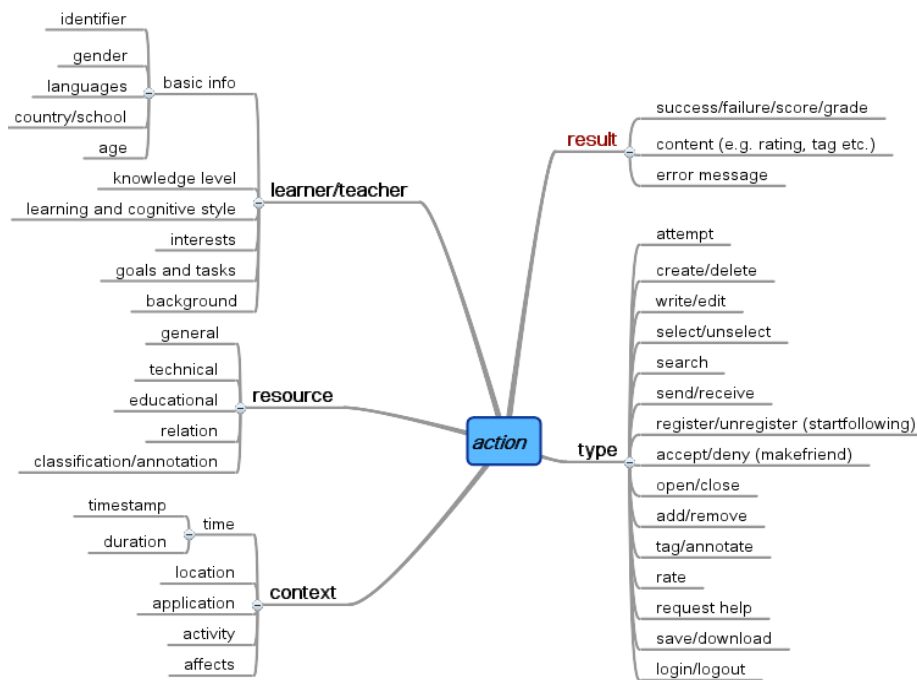 identifier
gender
languages
country/school
age
basic info
knowledge level
learning and cognitive style
interests
goals and tasks
background
learner/teacher
general
technical
educational
relation
classification/annotation
resource
timestamp
duration
time
location
application
activity
affects
context
action
result
success/failure/score/grade
content (e.g. rating, tag etc.)
error message
type
attempt
create/delete
write/edit
select/unselect
search
send/receive
register/unregister (startfollowing)
accept/deny (makefriend)
open/close
add/remove
tag/annotate
rate
request help
save/download
login/logout